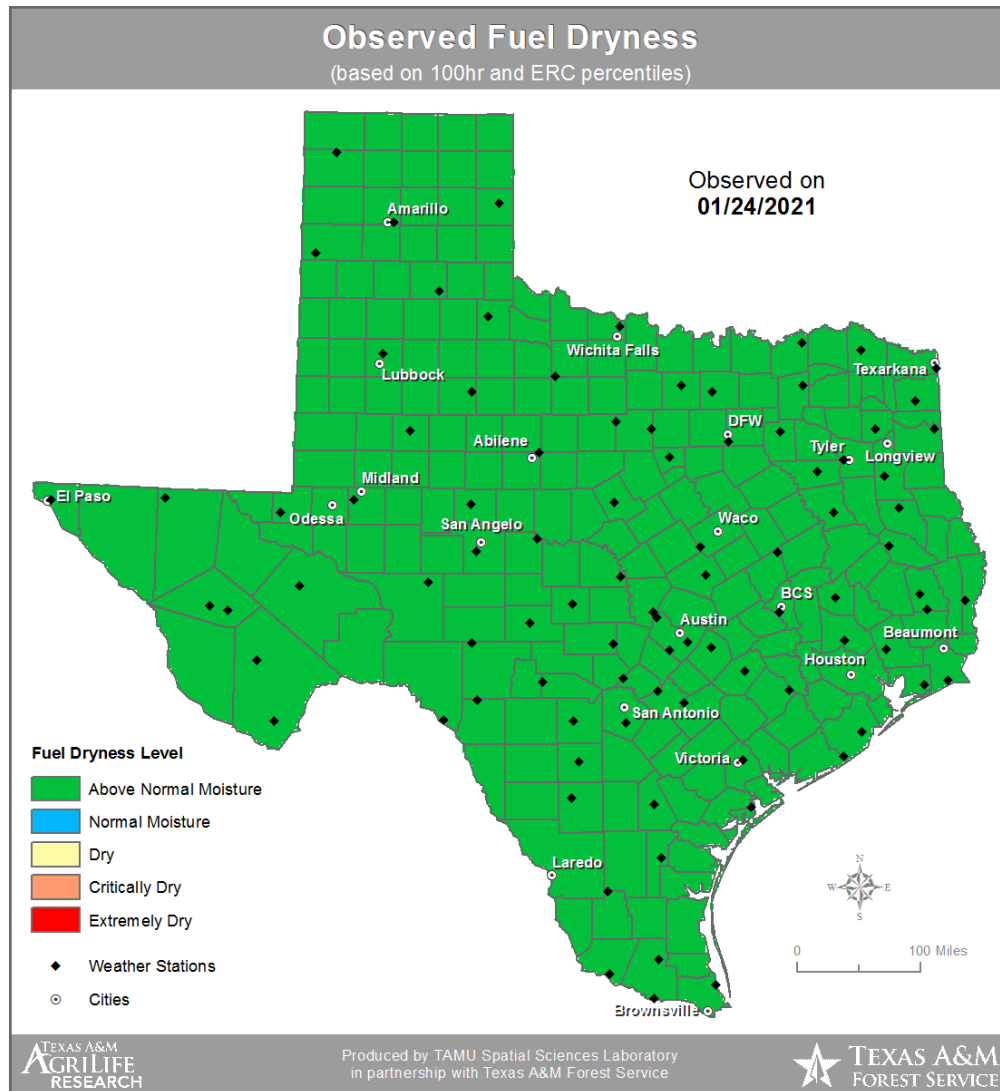 Observed Fuel Dryness
(based on 100hr and ERC percentiles)
Observed on
01/24/2021
Amarillo
Wichita Falls
Lubbock
Texarkana
DFW
Abilene
Tyler
Longview
Midland
El Paso
Odessa
San Angelo
Waco
BCS
Austin
Beaumont
Houston
San Antonio
Victoria
Laredo
Brownsville
Fuel Dryness Level
Above Normal Moisture
Normal Moisture
Dry
Critically Dry
Extremely Dry
Weather Stations
Cities
N
W E
S
0 100 Miles
TEXAS A&M
AGRILIFE
RESEARCH
Produced by TAMU Spatial Sciences Laboratory
in partnership with Texas A&M Forest Service
TEXAS A&M
FOREST SERVICE